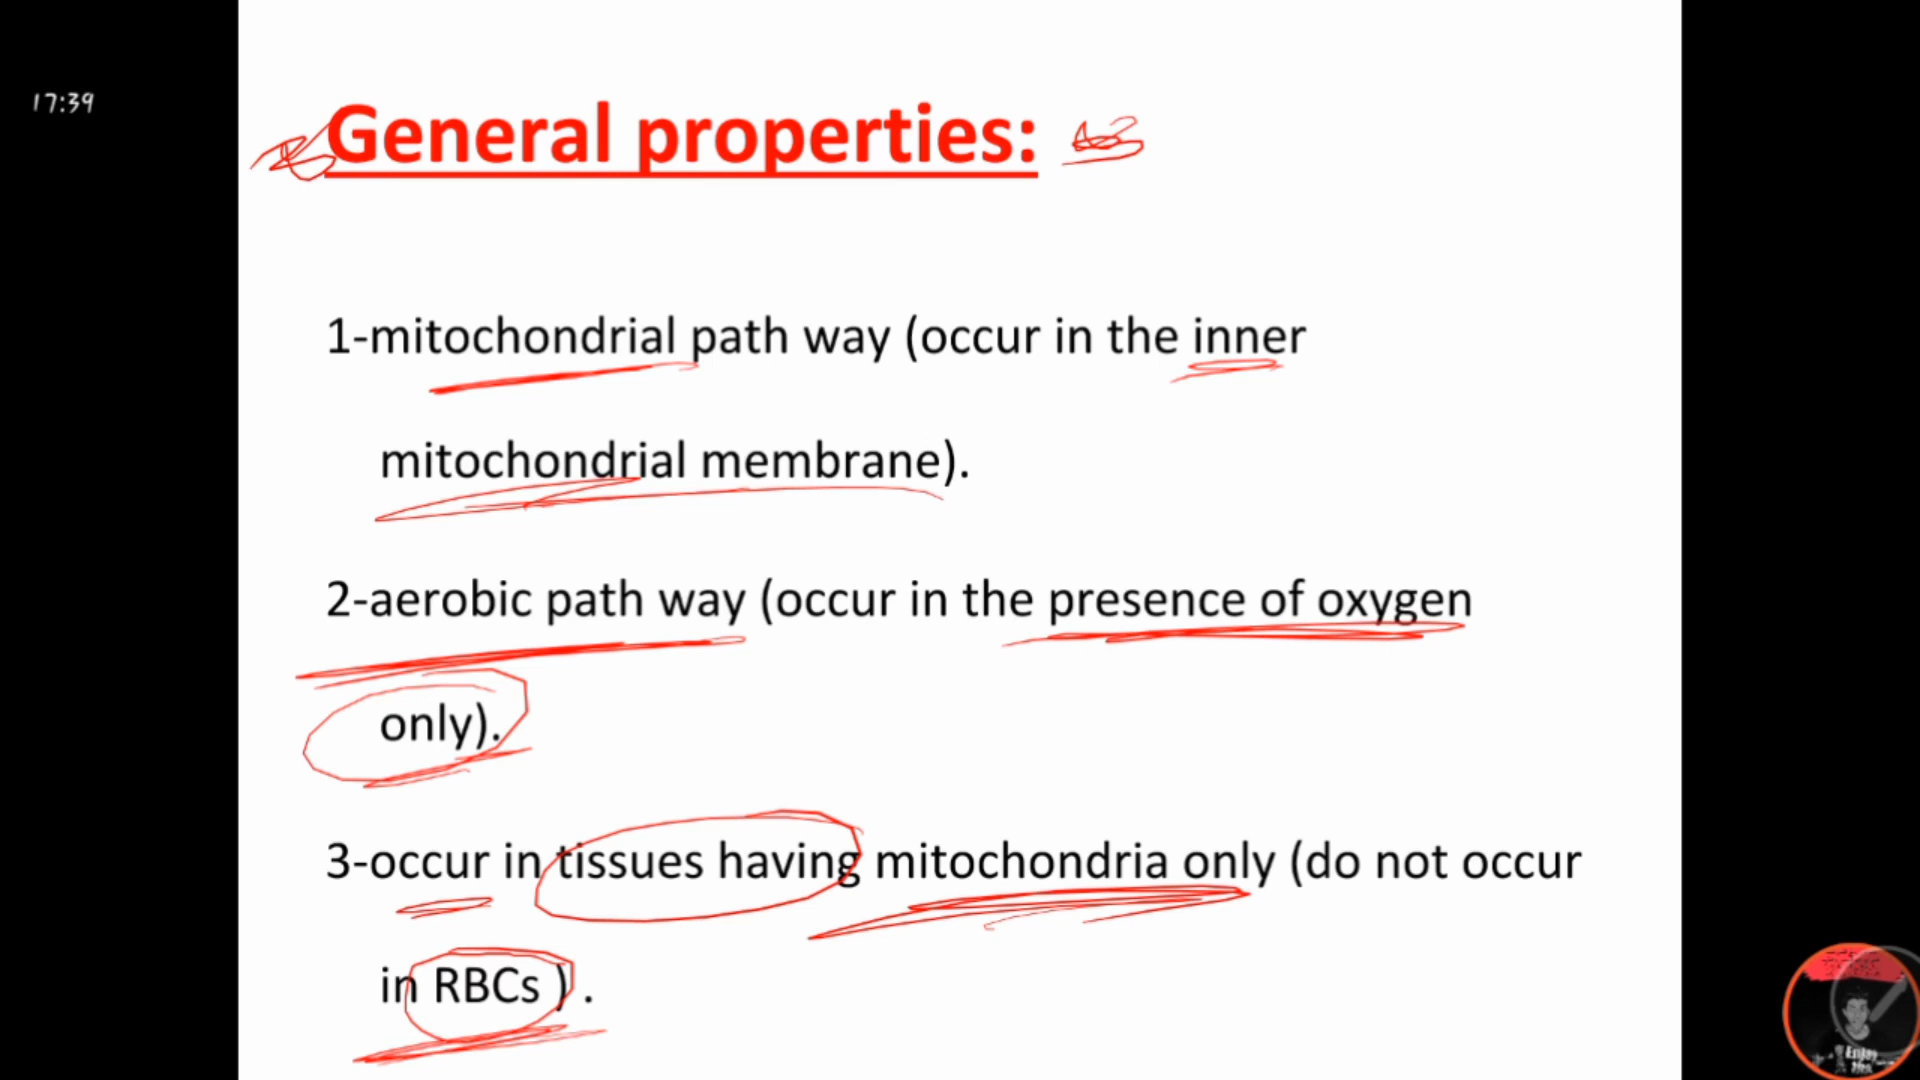 17:39
General properties:
1-mitochondrial path way (occur in the inner
mitochondrial membrane).
2-aerobic path way (occur in the presence of oxygen
only).
3-occur in tissues having mitochondria only (do not occur
in RBCs ) .
Enjoy